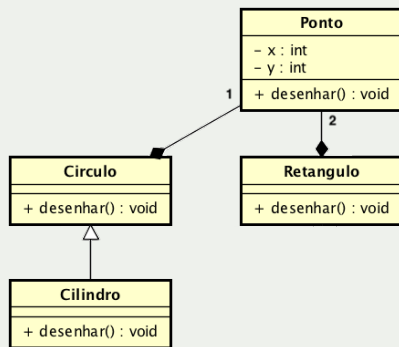 Ponto
- x : int
- y : int
+ desenhar() : void
1
2
Circulo
+ desenhar() : void
Retangulo
+ desenhar() : void
Cilindro
+ desenhar() : void